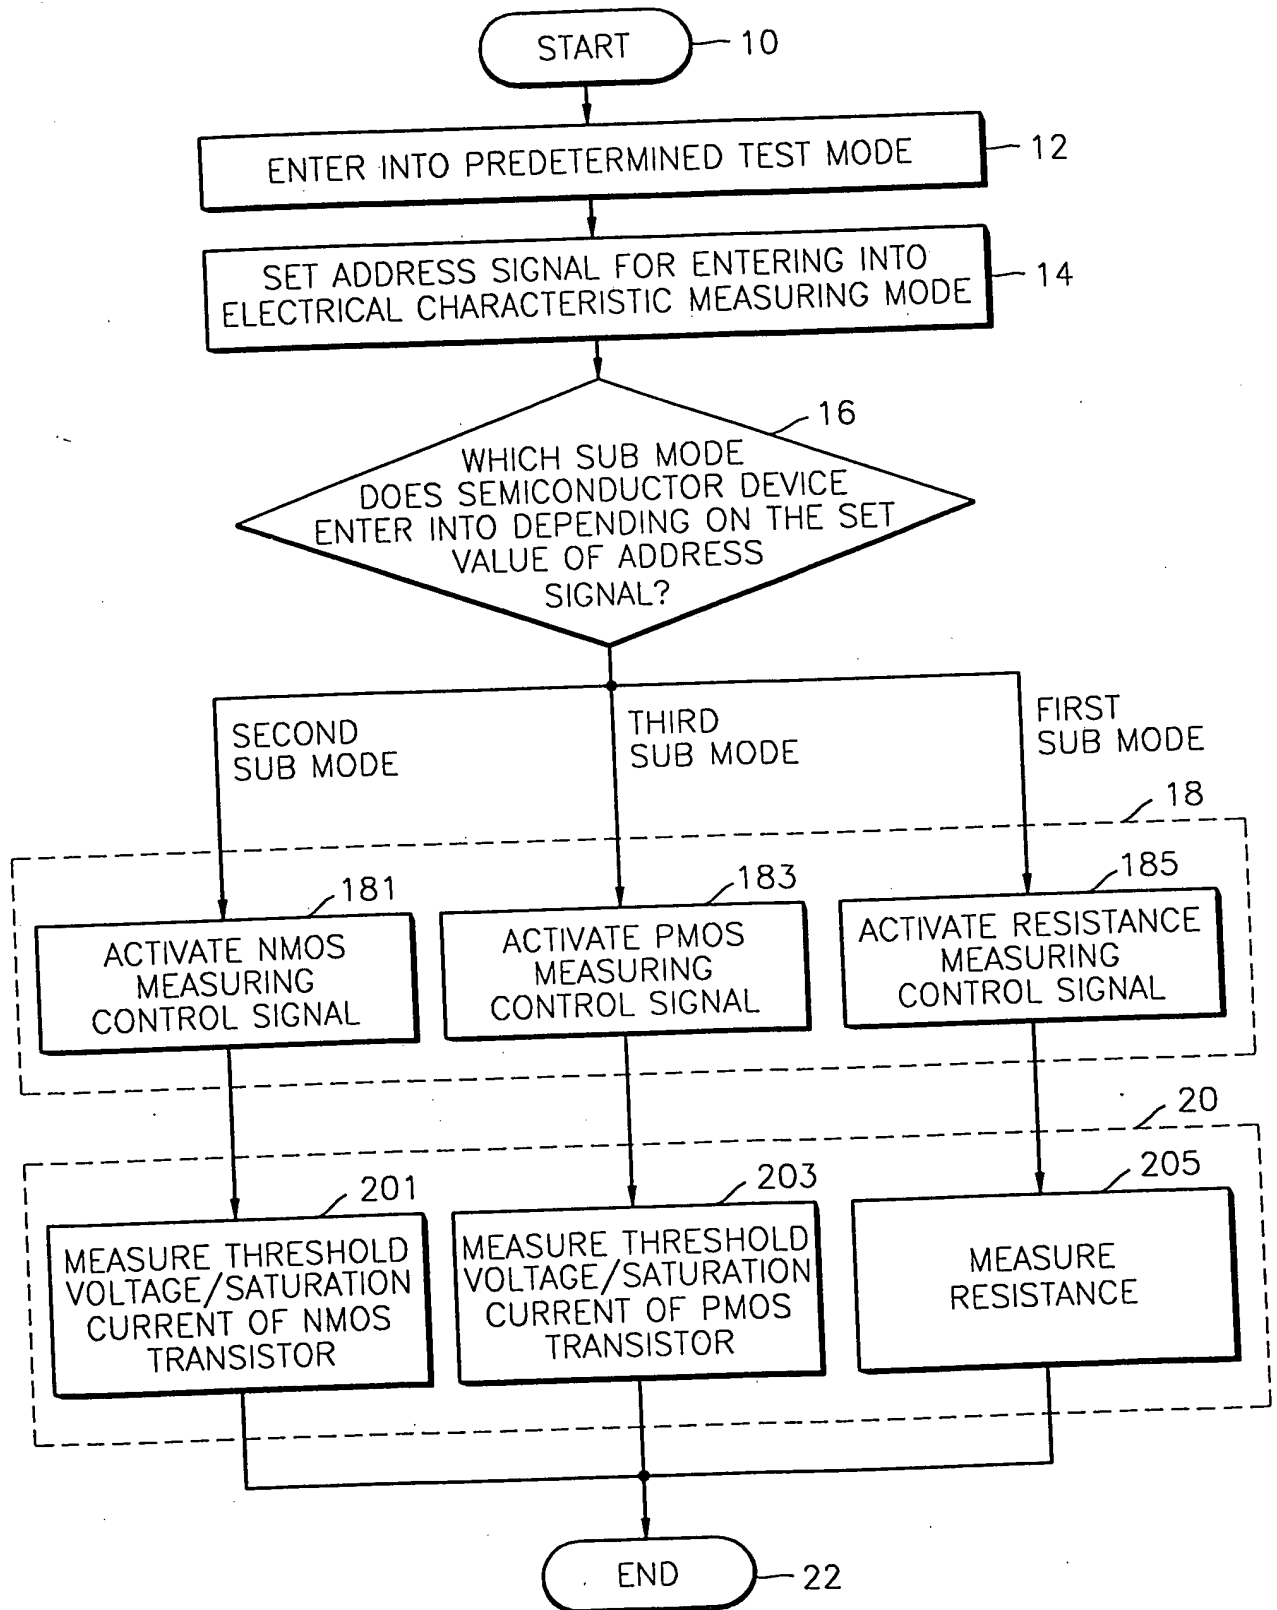 START
10
ENTER INTO PREDETERMINED TEST MODE
12
SET ADDRESS SIGNAL FOR ENTERING INTO
ELECTRICAL CHARACTERISTIC MEASURING MODE
14
16
WHICH SUB MODE
DOES SEMICONDUCTOR DEVICE
ENTER INTO DEPENDING ON THE SET
VALUE OF ADDRESS
SIGNAL?
SECOND
SUB MODE
THIRD
SUB MODE
FIRST
SUB MODE
18
181
ACTIVATE NMOS
MEASURING
CONTROL SIGNAL
183
ACTIVATE PMOS
MEASURING
CONTROL SIGNAL
185
ACTIVATE RESISTANCE
MEASURING
CONTROL SIGNAL
20
201
MEASURE THRESHOLD
VOLTAGE/SATURATION
CURRENT OF NMOS
TRANSISTOR
203
MEASURE THRESHOLD
VOLTAGE/SATURATION
CURRENT OF PMOS
TRANSISTOR
205
MEASURE
RESISTANCE
END
22